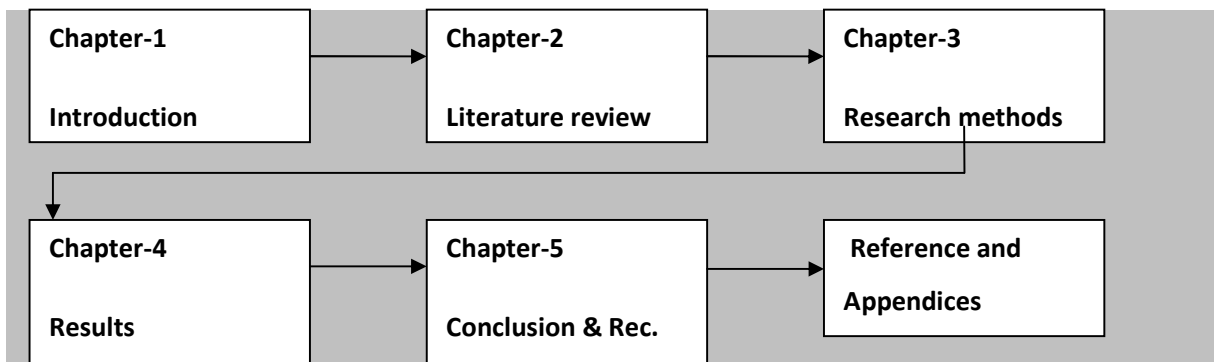 Chapter-1
Introduction
Chapter-2
Literature review
Chapter-3
Research methods
Chapter-4
Results
Chapter-5
Conclusion & Rec.
Reference and
Appendices